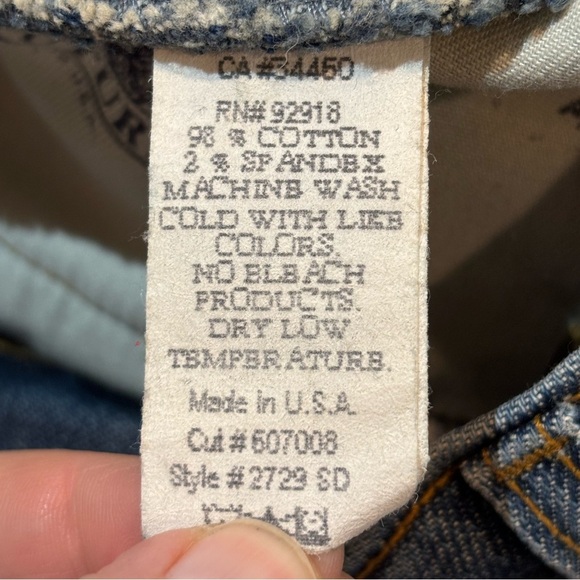 CA #34450
RN# 92918
98 % COTTON
2 % SPANDEX
MACHINE WASH
COLD WITH LIKE
COLORS.
NO BLEACH
PRODUCTS.
DRY LOW
TEMPERATURE.
Made in U.S.A.
Cut # 607008
Style # 2729 SD